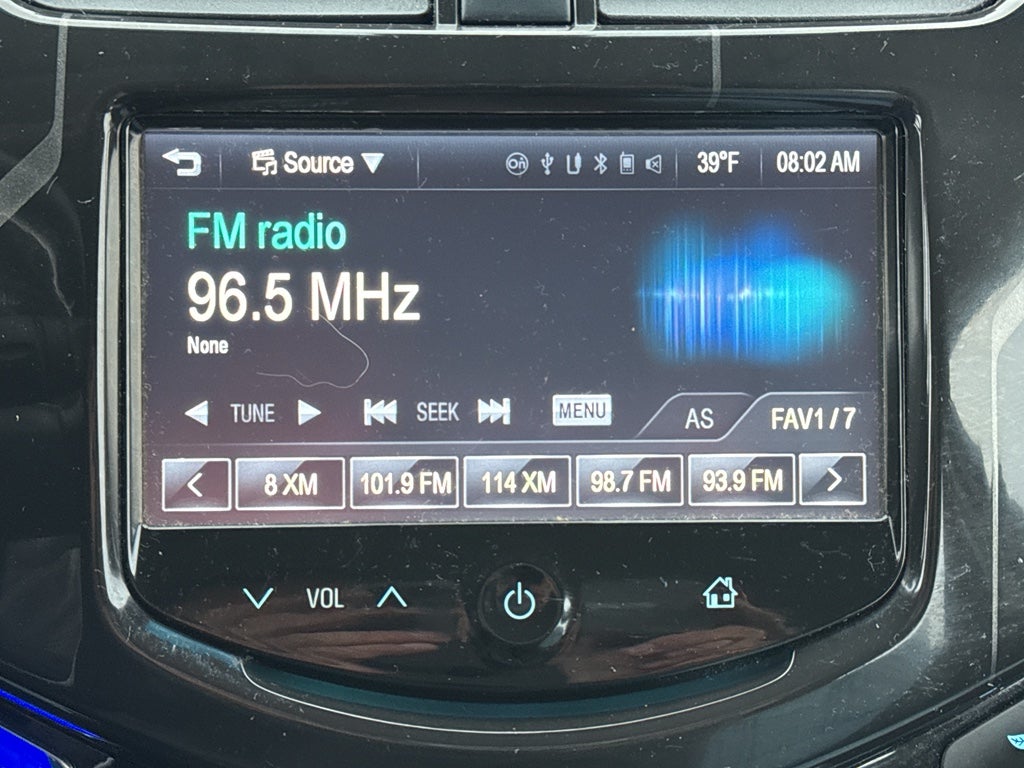 Source 39°F 08:02 AM
FM radio
96.5 MHz
None
TUNE SEEK MENU AS FAV1 / 7
8 XM 101.9 FM 114 XM 98.7 FM 93.9 FM
VOL